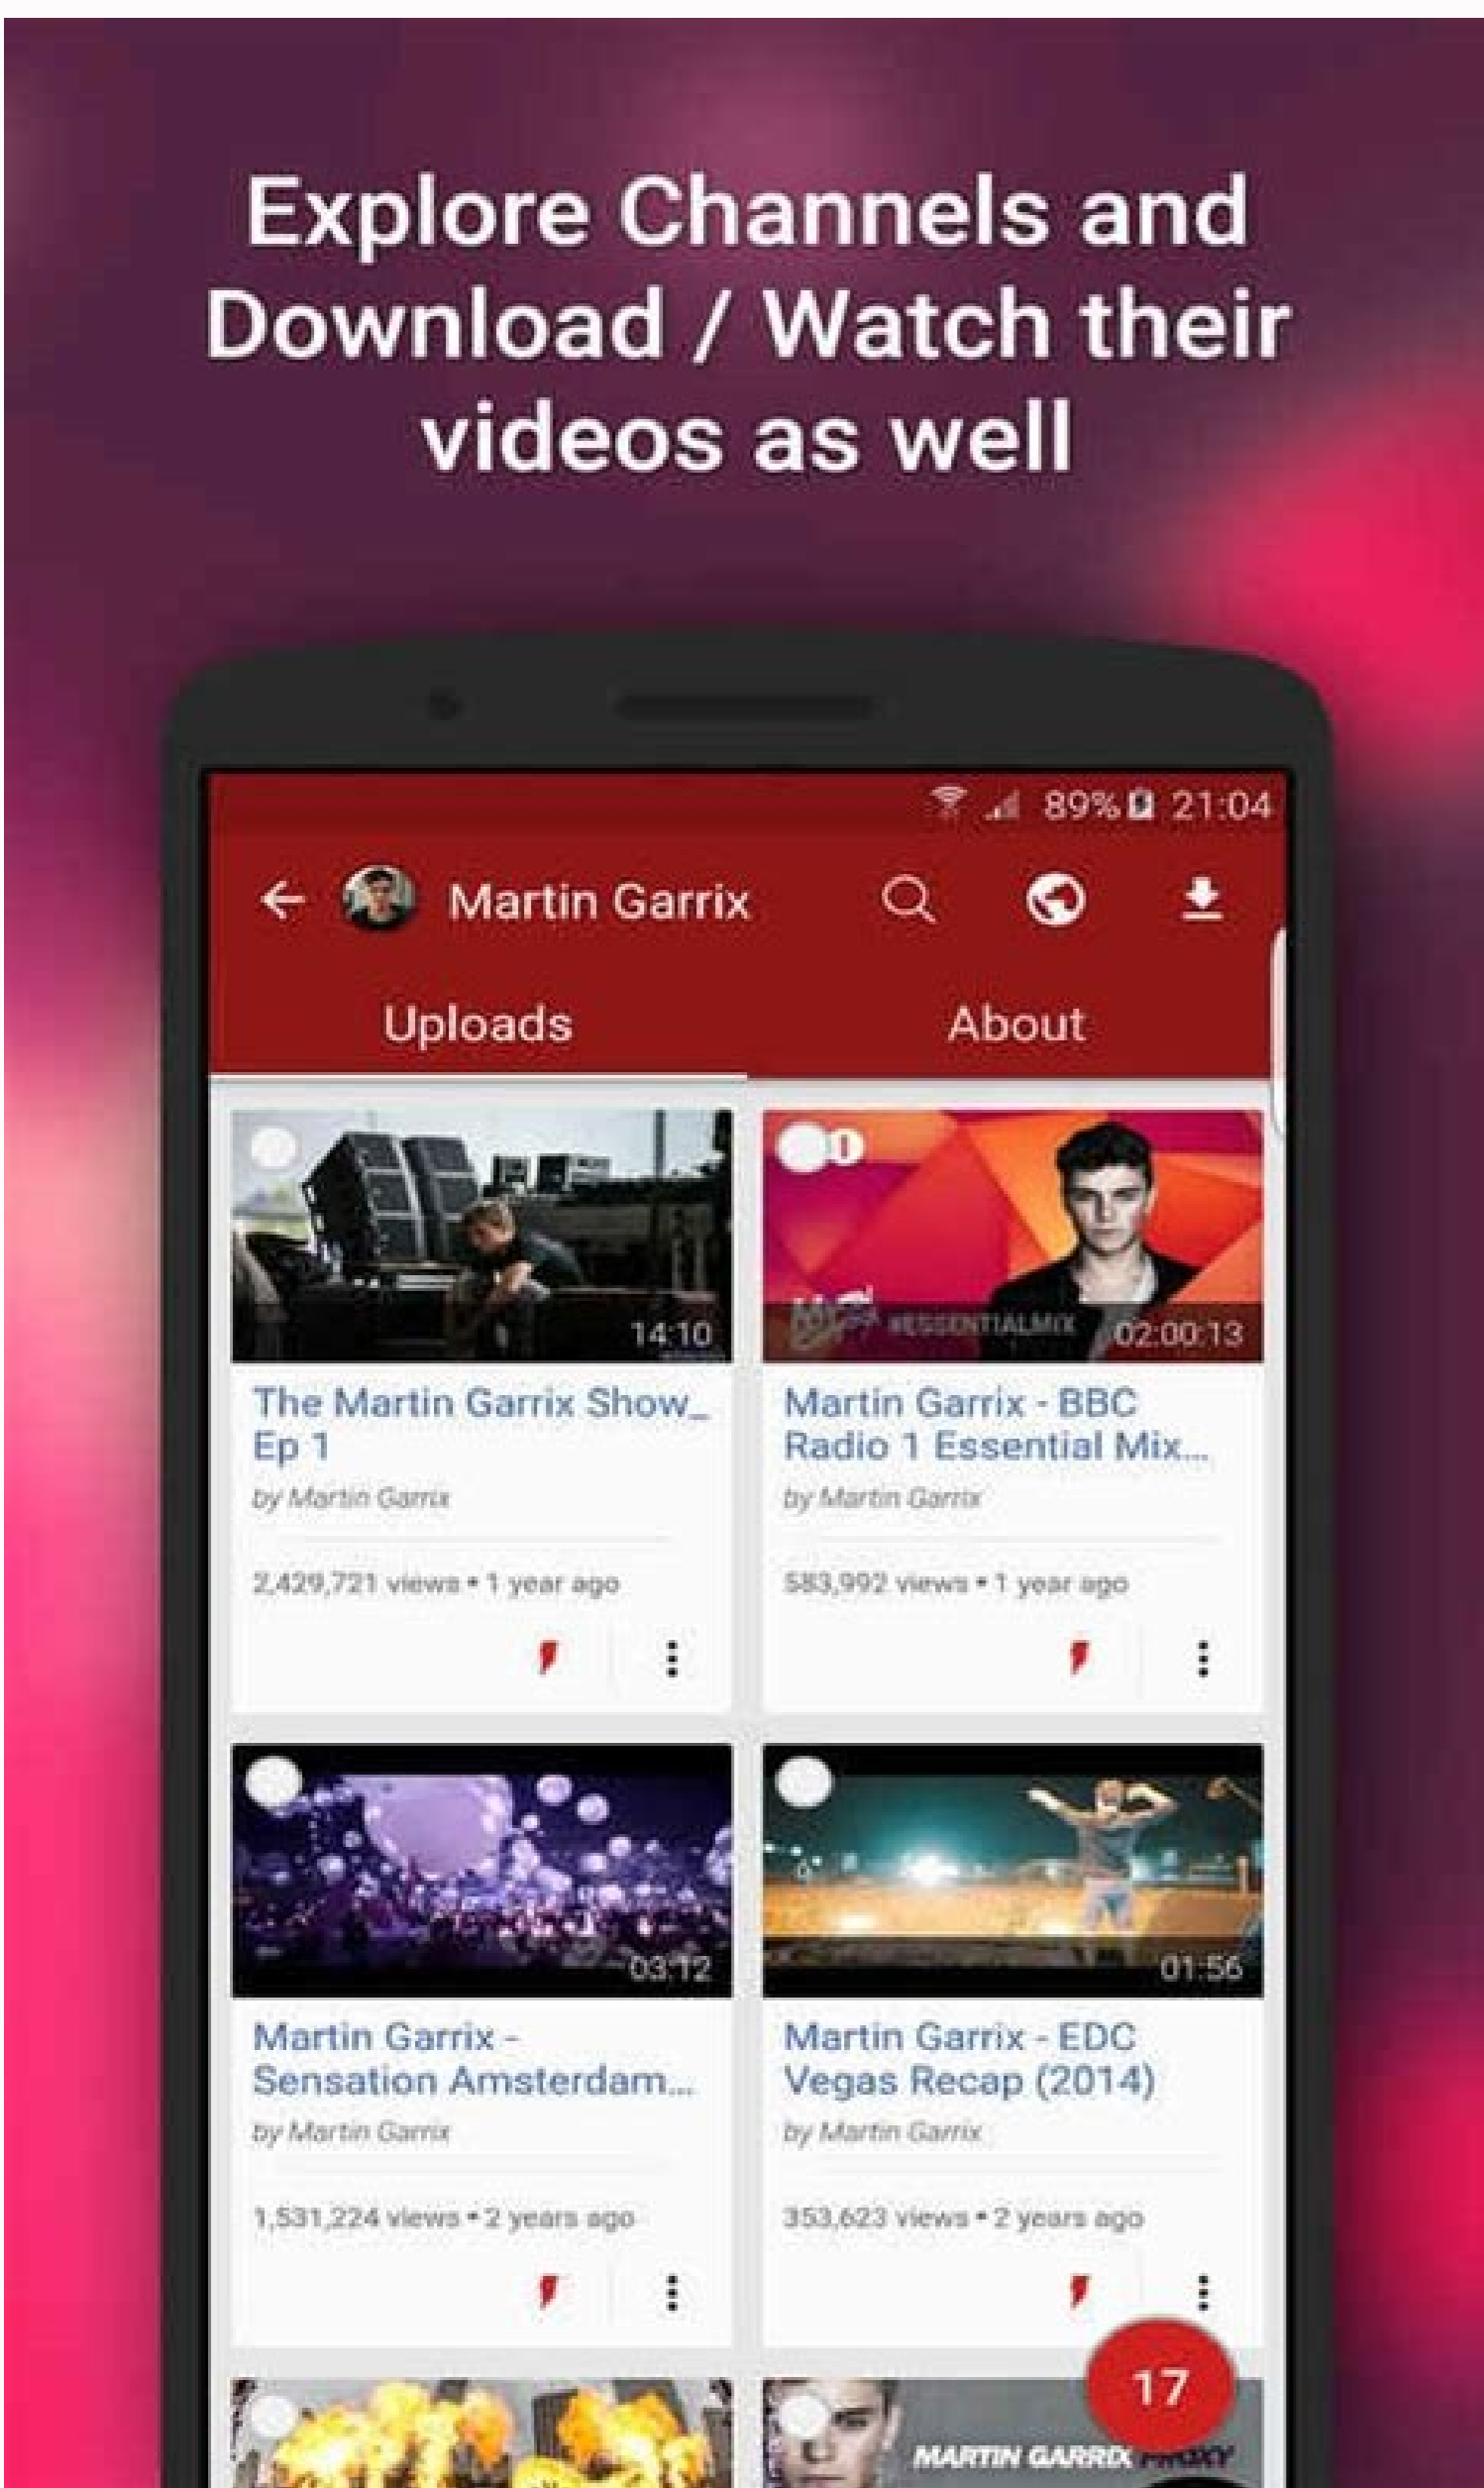 Explore Channels and
Download / Watch their
videos as well
89% 21:04
Martin Garrix
Uploads
About
14:10
#ESSENTIALMIX
02:00:13
The Martin Garrix Show_
Ep 1
by Martin Garrix
2,429,721 views • 1 year ago
Martin Garrix - BBC
Radio 1 Essential Mix...
by Martin Garrix
583,992 views • 1 year ago
03:12
01:56
Martin Garrix -
Sensation Amsterdam...
by Martin Garrix
1,531,224 views • 2 years ago
Martin Garrix - EDC
Vegas Recap (2014)
by Martin Garrix
353,623 views • 2 years ago
17
MARTIN GARRIX PROXY